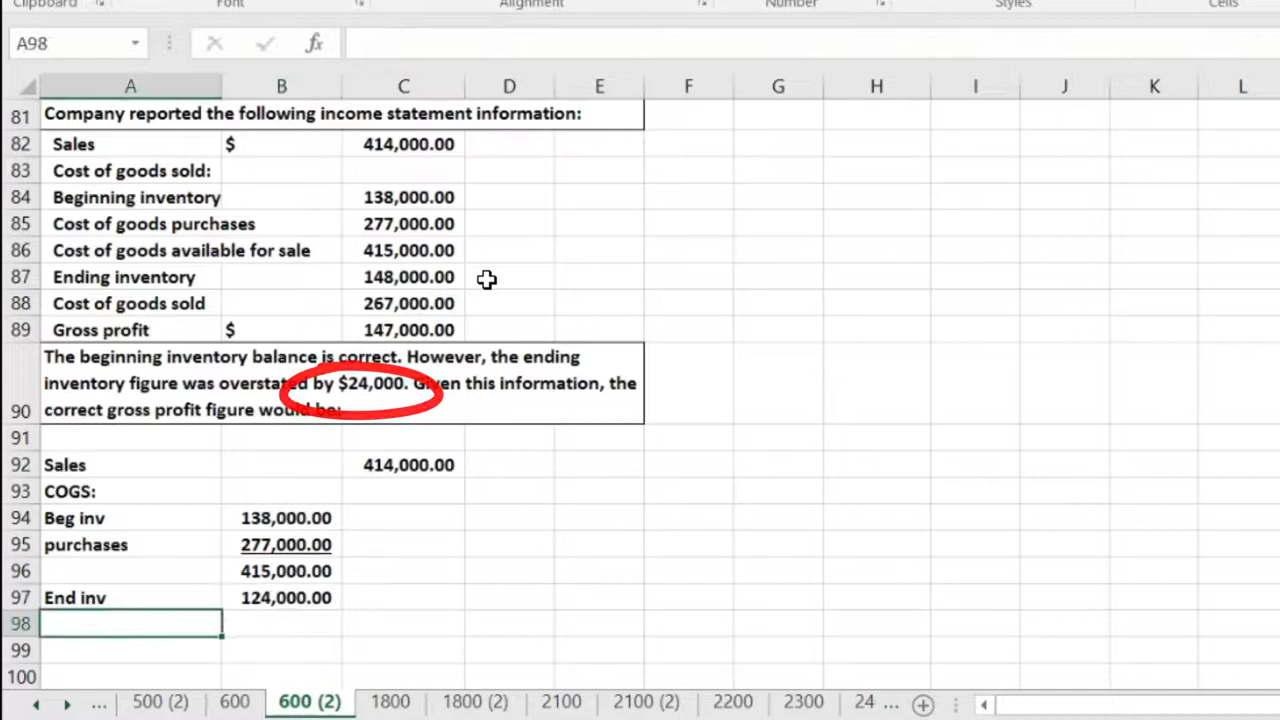 Clipboard Font Alignment Number Styles Cells
A98 fx
A B C D E F G H I J K L
81 Company reported the following income statement information:
82 Sales $ 414,000.00
83 Cost of goods sold:
84 Beginning inventory 138,000.00
85 Cost of goods purchases 277,000.00
86 Cost of goods available for sale 415,000.00
87 Ending inventory 148,000.00
88 Cost of goods sold 267,000.00
89 Gross profit $ 147,000.00
The beginning inventory balance is correct. However, the ending
inventory figure was overstated by $24,000. Given this information, the
90 correct gross profit figure would be:
91
92 Sales 414,000.00
93 COGS:
94 Beg inv 138,000.00
95 purchases 277,000.00
96 415,000.00
97 End inv 124,000.00
98
99
100
... 500 (2) 600 600 (2) 1800 1800 (2) 2100 2100 (2) 2200 2300 24 ...